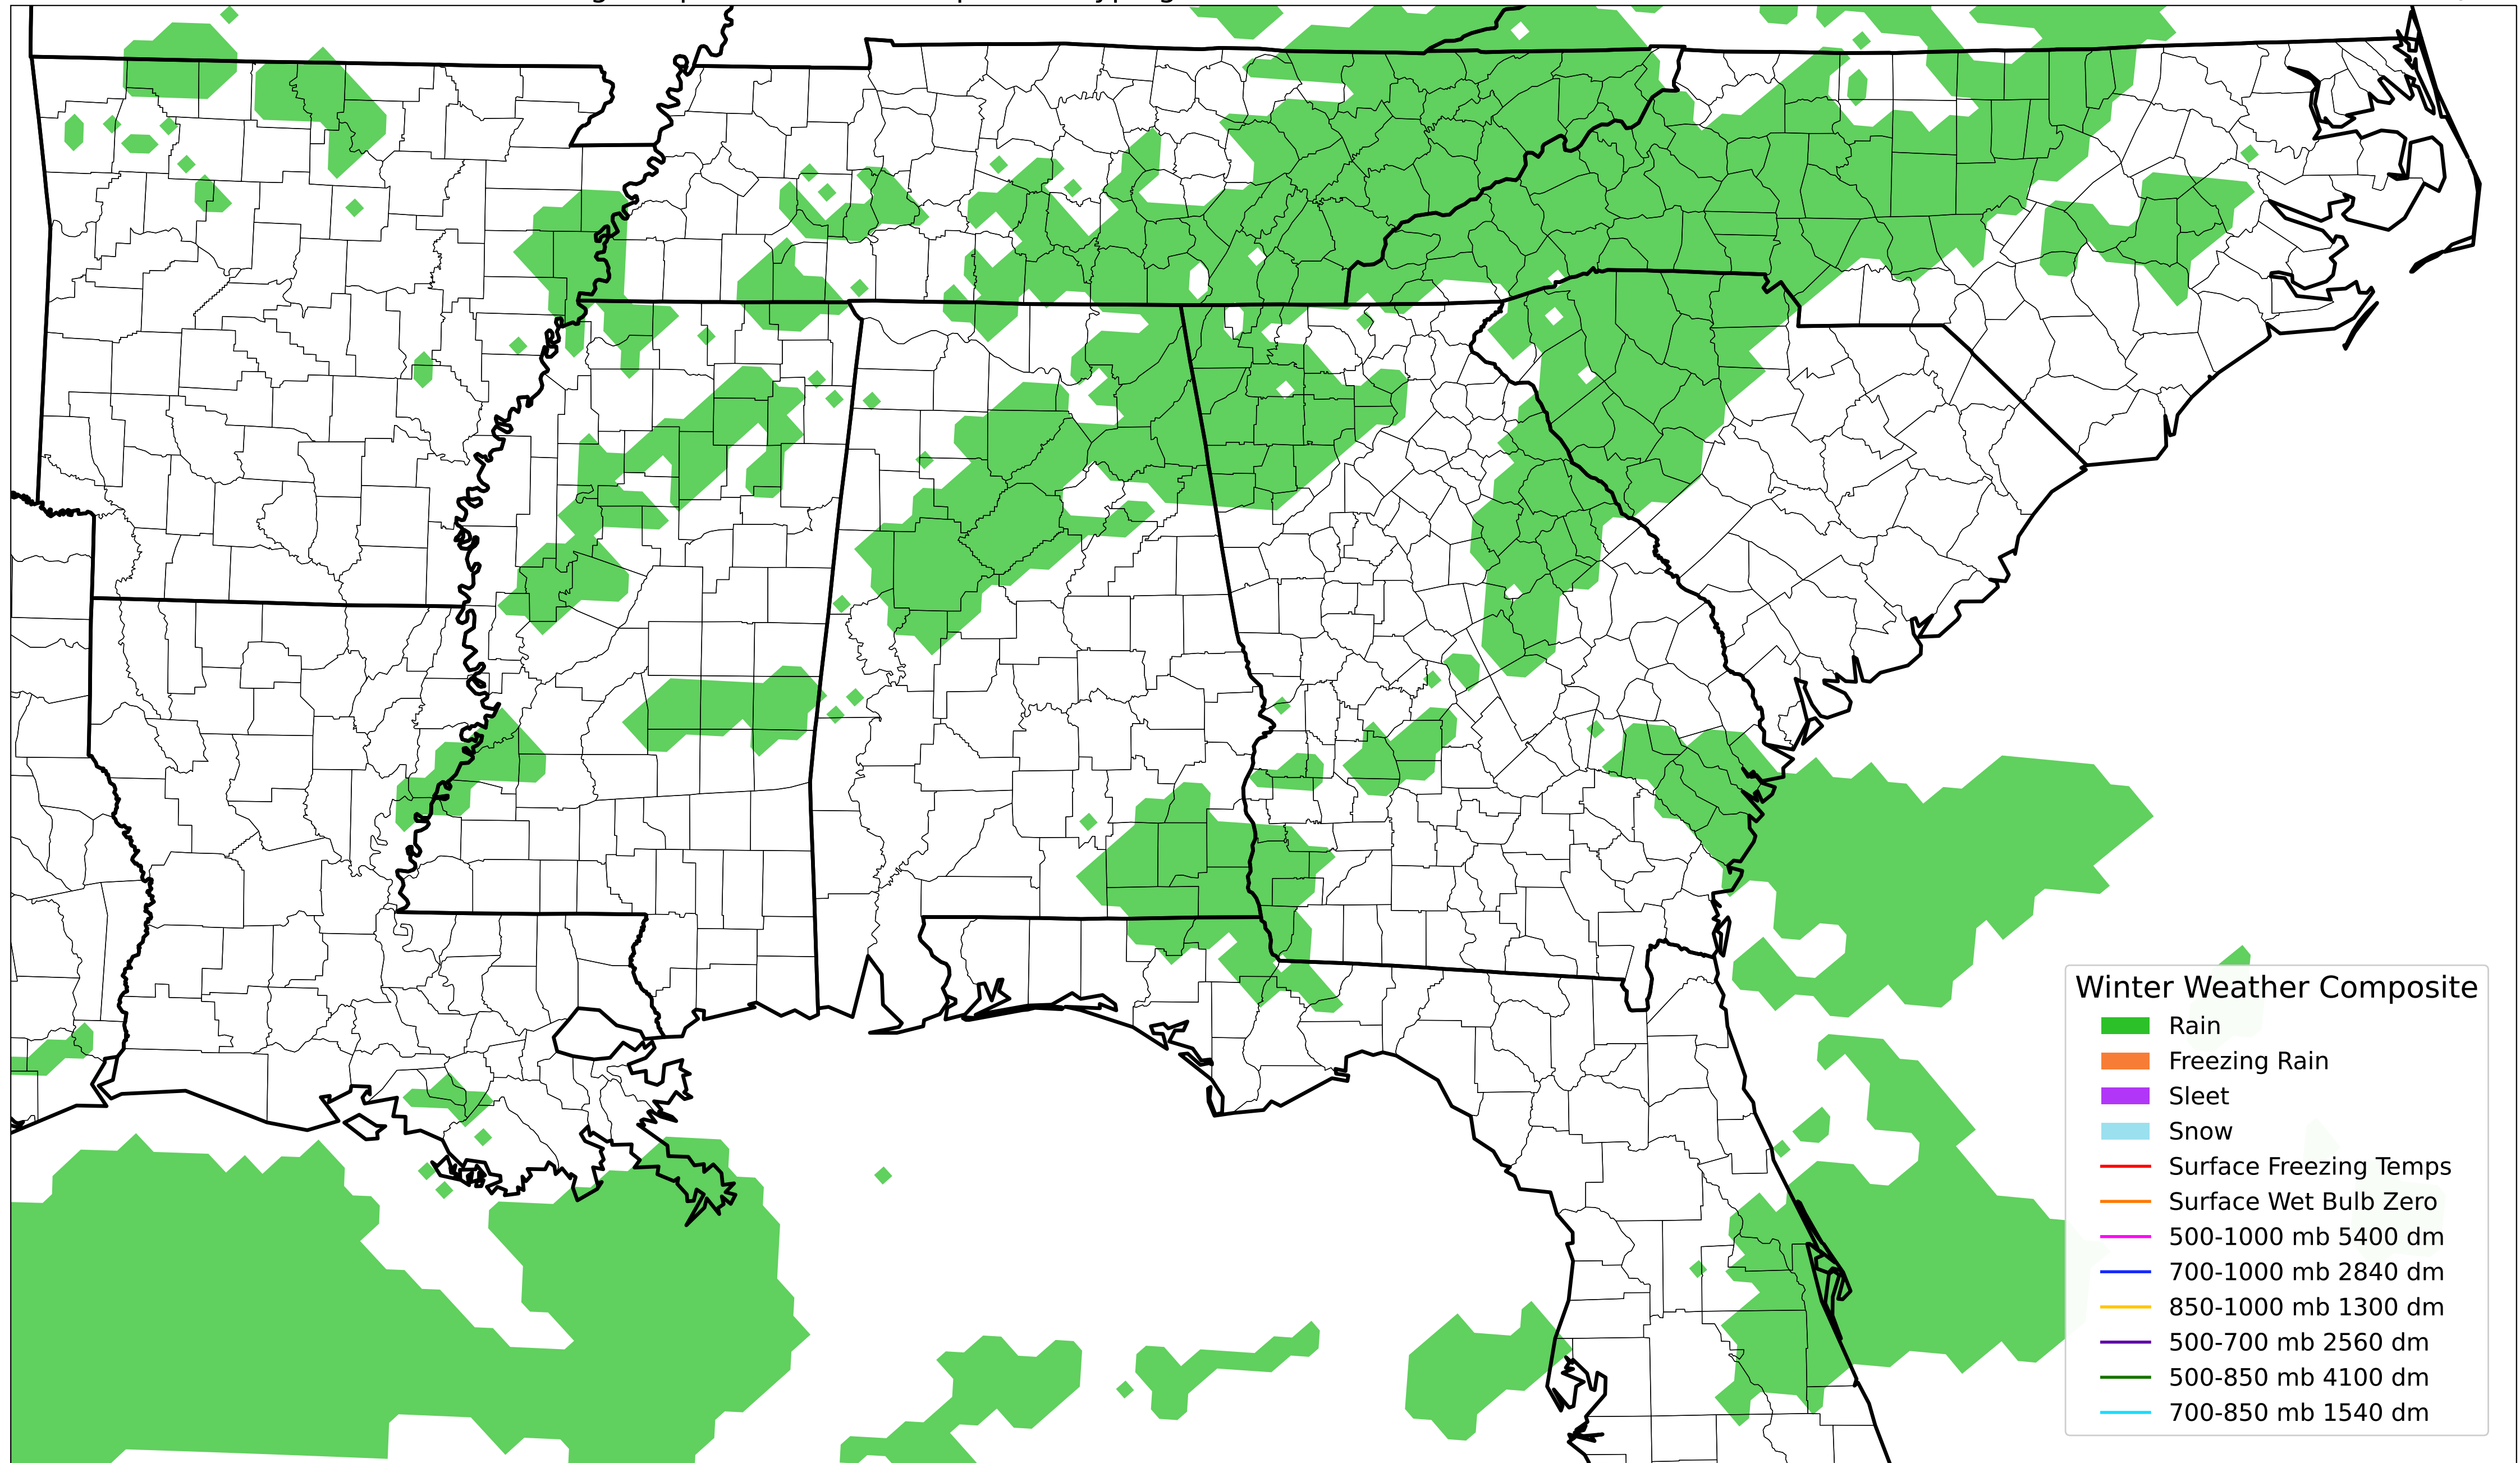 Winter Weather Composite
Rain
Freezing Rain
Sleet
Snow
Surface Freezing Temps
Surface Wet Bulb Zero
500-1000 mb 5400 dm
700-1000 mb 2840 dm
850-1000 mb 1300 dm
500-700 mb 2560 dm
500-850 mb 4100 dm
700-850 mb 1540 dm